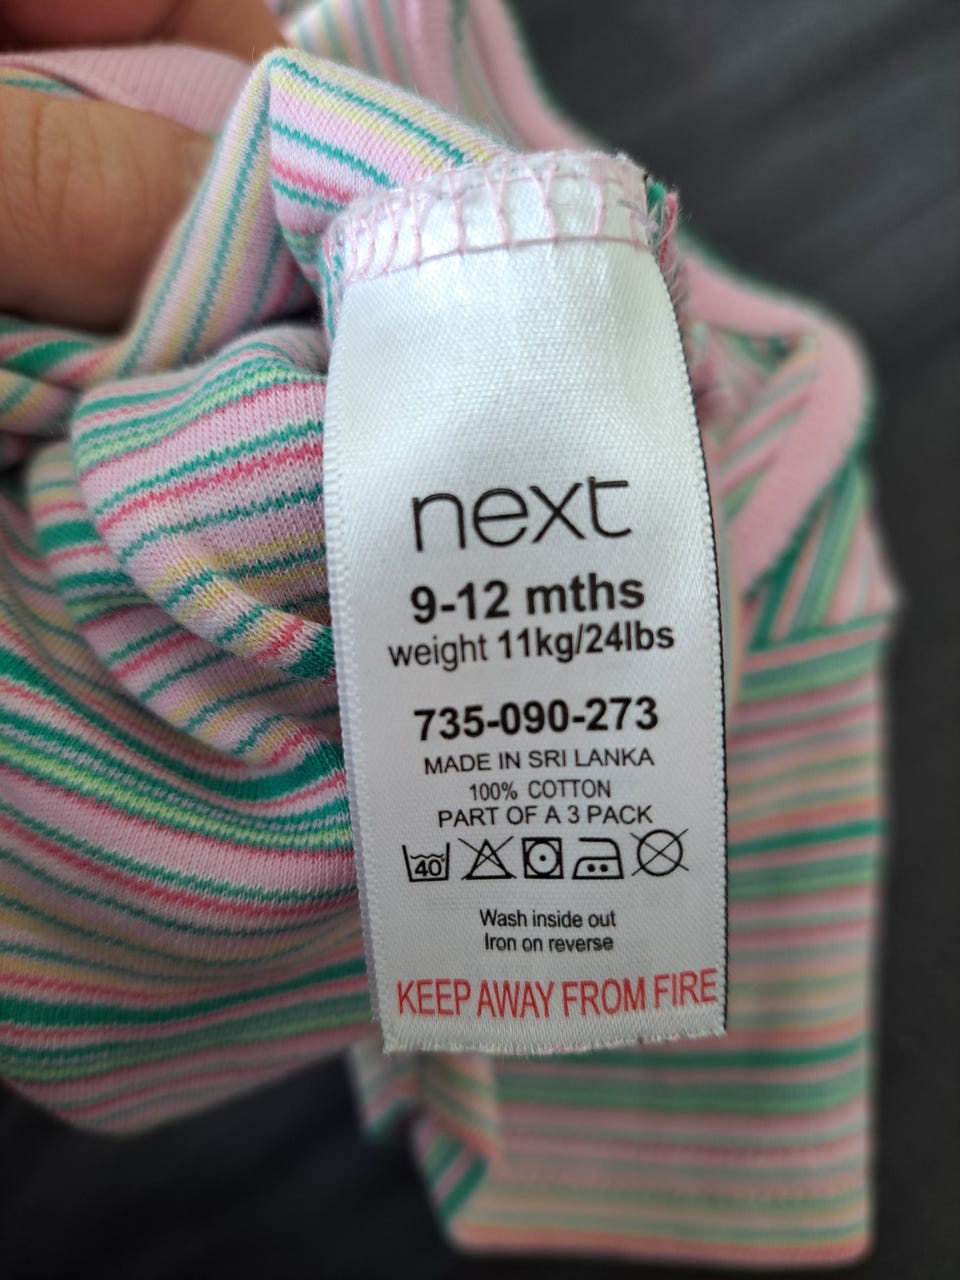 next
9-12 mths
weight 11kg/24lbs
735-090-273
MADE IN SRI LANKA
100% COTTON
PART OF A 3 PACK
40°
Wash inside out
Iron on reverse
KEEP AWAY FROM FIRE